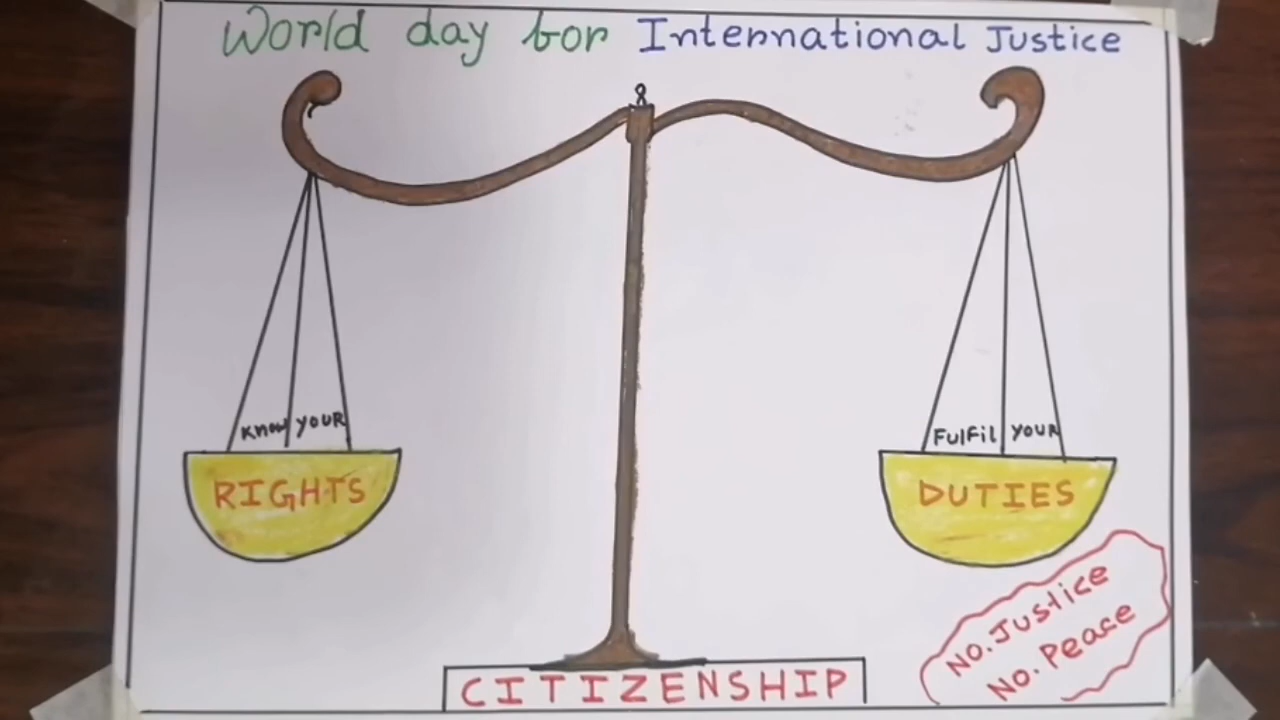 World day for International Justice
Know YOUR
RIGHTS
Fulfil YOUR
DUTIES
NO. Justice
NO. Peace
CITIZENSHIP